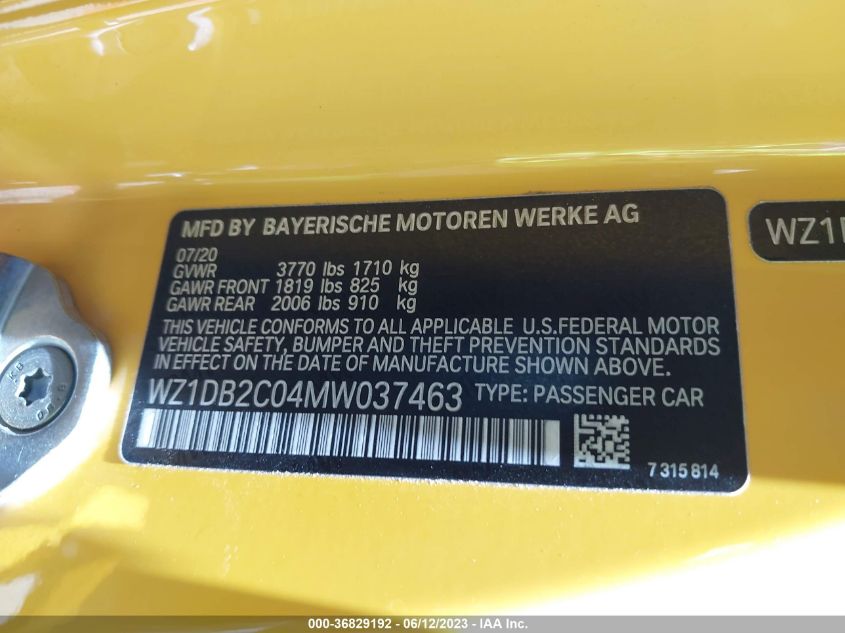 MFD BY BAYERISCHE MOTOREN WERKE AG
07/20
GVWR 3770 lbs 1710 kg
GAWR FRONT 1819 lbs 825 kg
GAWR REAR 2006 lbs 910 kg
THIS VEHICLE CONFORMS TO ALL APPLICABLE U.S.FEDERAL MOTOR
VEHICLE SAFETY, BUMPER AND THEFT PREVENTION STANDARDS
IN EFFECT ON THE DATE OF MANUFACTURE SHOWN ABOVE.
WZ1DB2C04MW037463 TYPE: PASSENGER CAR
7 315 814
WZ1
000-36829192 - 06/12/2023 - IAA Inc.